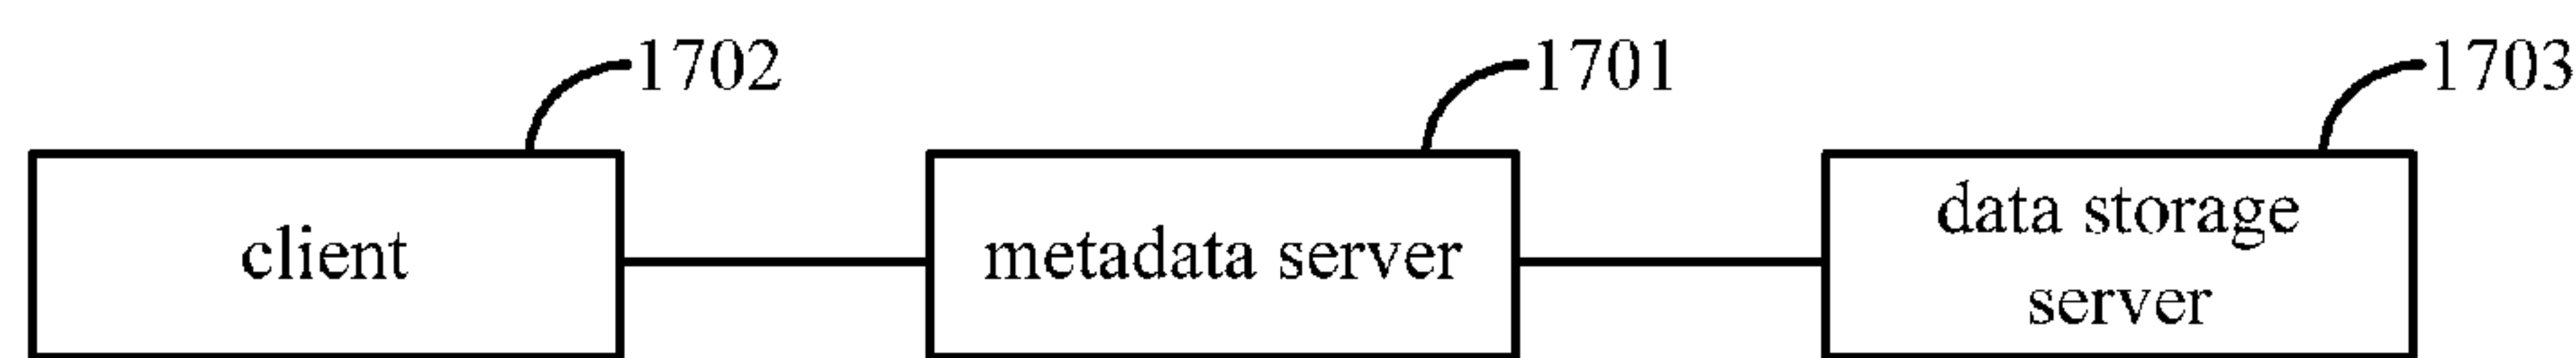 1702
1701
1703
client
metadata server
data storage
server